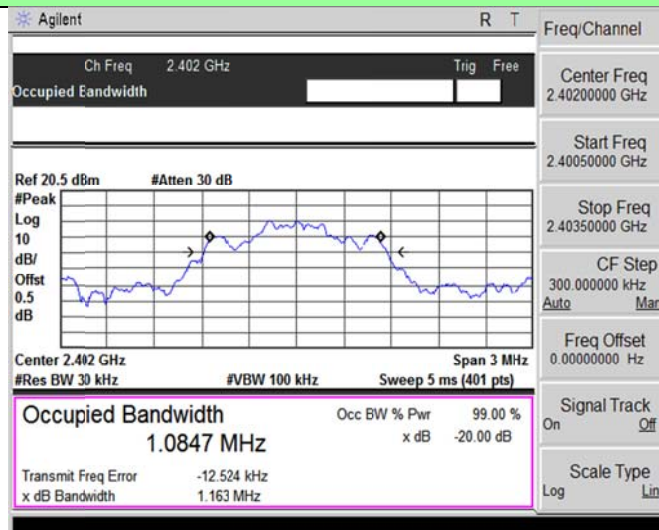 Agilent R T
Ch Freq 2.402 GHz Trig Free
Occupied Bandwidth
Ref 20.5 dBm #Atten 30 dB
#Peak
Log
10
dB/
Offst
0.5
dB
Center 2.402 GHz Span 3 MHz
#Res BW 30 kHz #VBW 100 kHz Sweep 5 ms (401 pts)
Occupied Bandwidth Occ BW % Pwr 99.00 %
1.0847 MHz x dB -20.00 dB
Transmit Freq Error -12.524 kHz
x dB Bandwidth 1.163 MHz
Freq/Channel
Center Freq
2.40200000 GHz
Start Freq
2.40050000 GHz
Stop Freq
2.40350000 GHz
CF Step
300.000000 kHz
Auto Man
Freq Offset
0.00000000 Hz
Signal Track
On Off
Scale Type
Log Lin